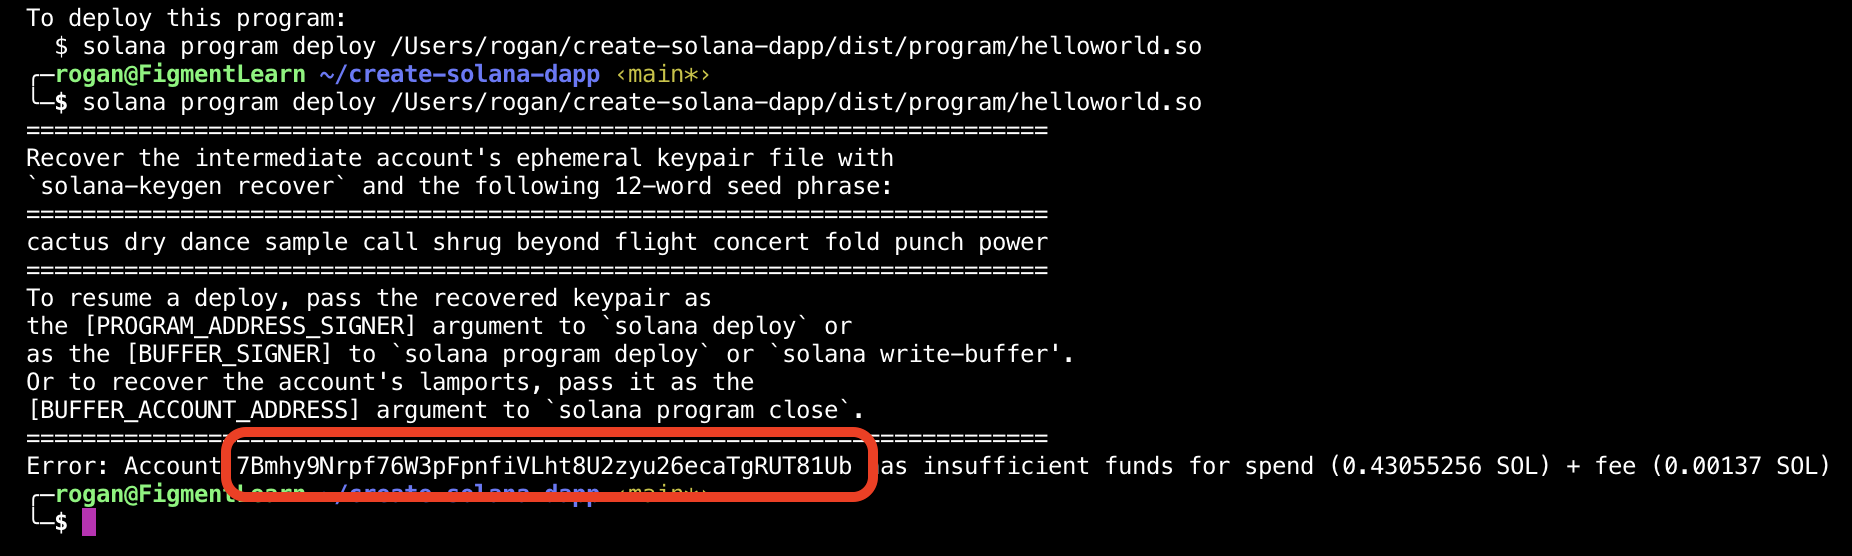 To deploy this program:
  $ solana program deploy /Users/rogan/create-solana-dapp/dist/program/helloworld.so
╭─rogan@FigmentLearn ~/create-solana-dapp ‹main*›
╰─$ solana program deploy /Users/rogan/create-solana-dapp/dist/program/helloworld.so
=========================================================================
Recover the intermediate account's ephemeral keypair file with
`solana-keygen recover` and the following 12-word seed phrase:
=========================================================================
cactus dry dance sample call shrug beyond flight concert fold punch power
=========================================================================
To resume a deploy, pass the recovered keypair as
the [PROGRAM_ADDRESS_SIGNER] argument to `solana deploy` or
as the [BUFFER_SIGNER] to `solana program deploy` or `solana write-buffer'.
Or to recover the account's lamports, pass it as the
[BUFFER_ACCOUNT_ADDRESS] argument to `solana program close`.
=========================================================================
Error: Account 7Bmhy9Nrpf76W3pFpnfiVLht8U2zyu26ecaTgRUT81Ub has insufficient funds for spend (0.43055256 SOL) + fee (0.00137 SOL)
╭─rogan@FigmentLearn ~/create-solana-dapp ‹main*›
╰─$